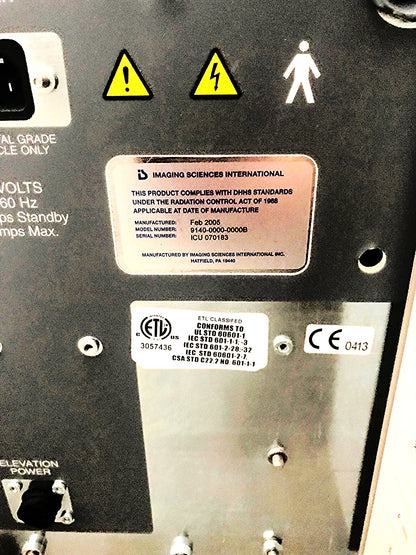 TAL GRADE
CLE ONLY
VOLTS
60 Hz
ps Standby
mps Max.
IMAGING SCIENCES INTERNATIONAL
THIS PRODUCT COMPLIES WITH DHHS STANDARDS
UNDER THE RADIATION CONTROL ACT OF 1968
APPLICABLE AT DATE OF MANUFACTURE
MANUFACTURED: Feb 2005
MODEL NUMBER: 9140-0000-0000B
SERIAL NUMBER: ICU 070183
MANUFACTURED BY IMAGING SCIENCES INTERNATIONAL INC.
HATFIELD, PA 19440
ETL CLASSIFED
CONFORMS TO
UL STD 60601-1
IEC STD 601-1-1; -3
IEC STD 601-2-28;-32
IEC STD 60601-2-7,
CSA STD C22.2 NO. 601-1-1
ETL
C US
3057436
CE 0413
ELEVATION
POWER